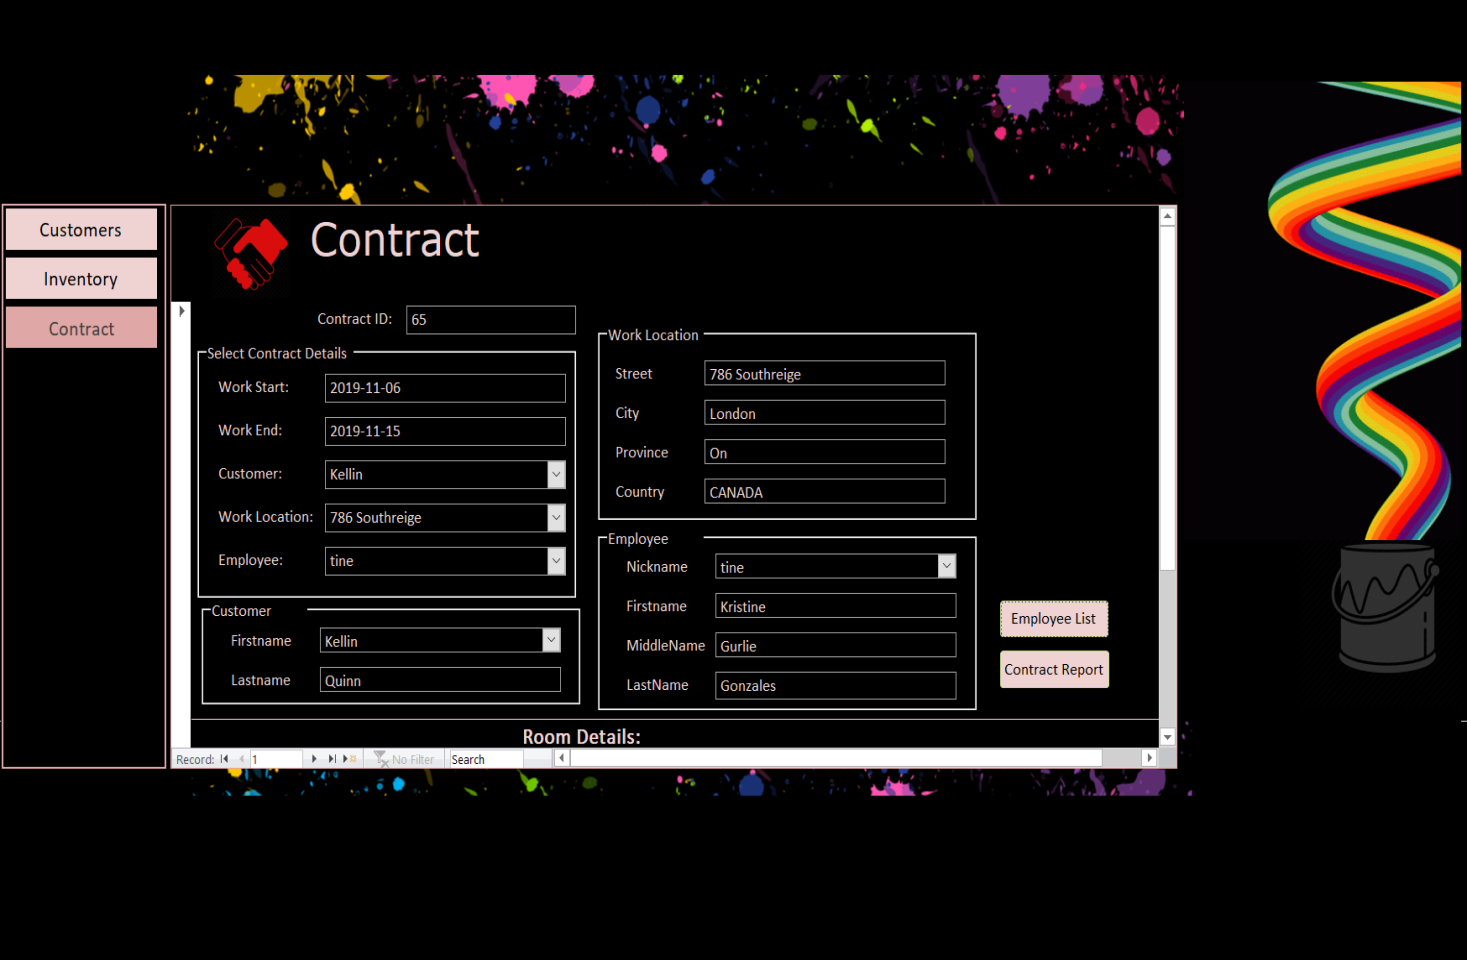 Customers
Inventory
Contract
Contract
Contract ID: 65
Select Contract Details
Work Start: 2019-11-06
Work End: 2019-11-15
Customer: Kellin
Work Location: 786 Southreige
Employee: tine
Customer
Firstname Kellin
Lastname Quinn
Work Location
Street 786 Southreige
City London
Province On
Country CANADA
Employee
Nickname tine
Firstname Kristine
MiddleName Gurlie
LastName Gonzales
Employee List
Contract Report
Room Details:
Record: 1 No Filter Search